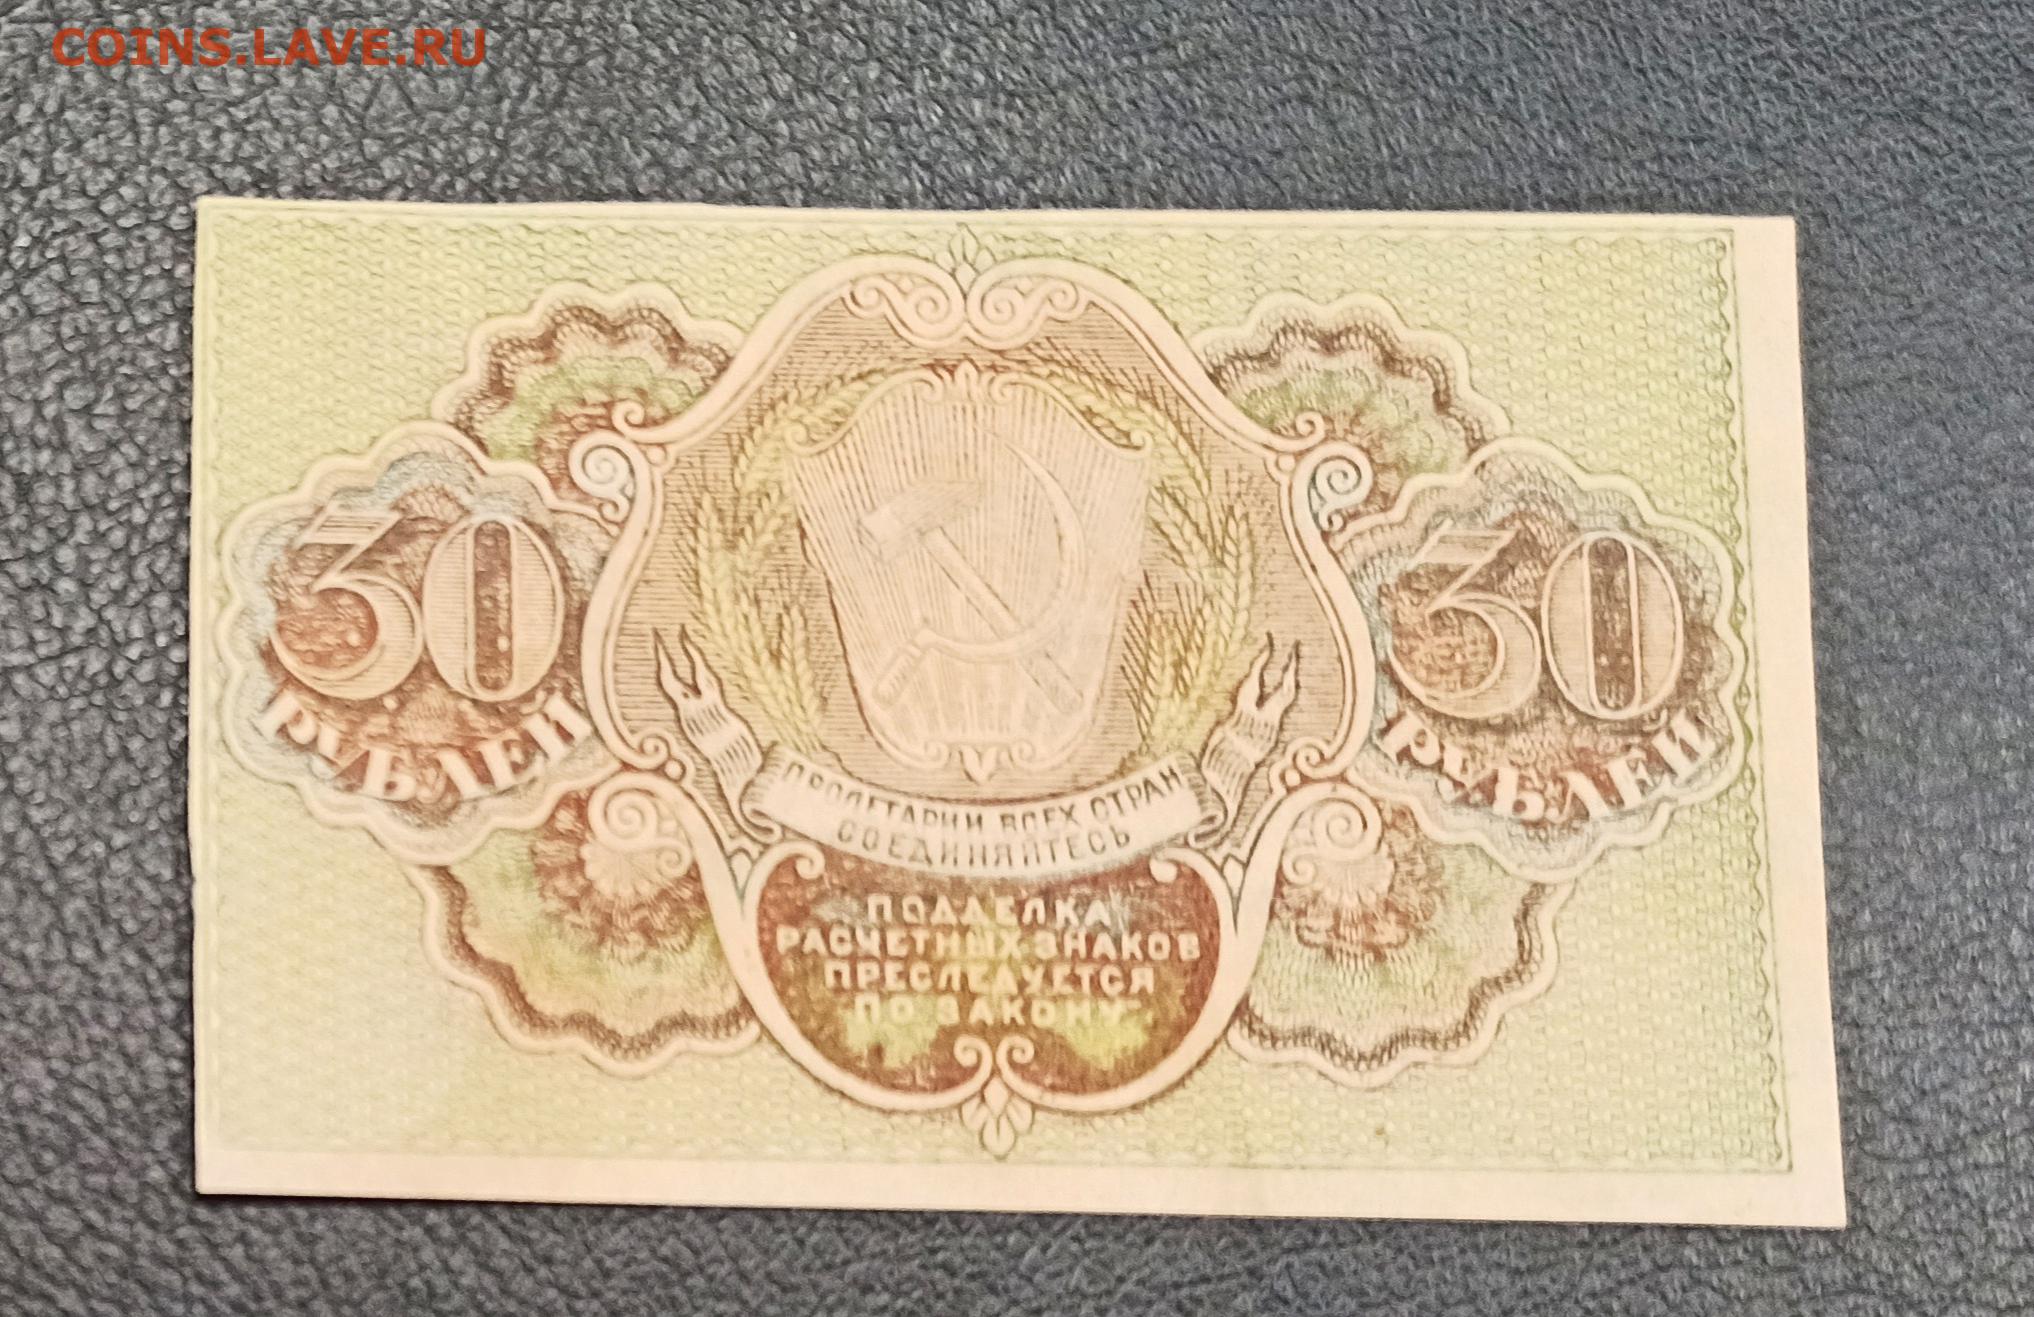 COINS.LAVE.RU
30
РУБЛЕЙ
30
РУБЛЕЙ
ПРОЛЕТАРИИ ВСЕХ СТРАН
СОЕДИНЯЙТЕСЬ
ПОДДЕЛКА
РАСЧЕТНЫХ ЗНАКОВ
ПРЕСЛЕДУЕТСЯ
ПО ЗАКОНУ